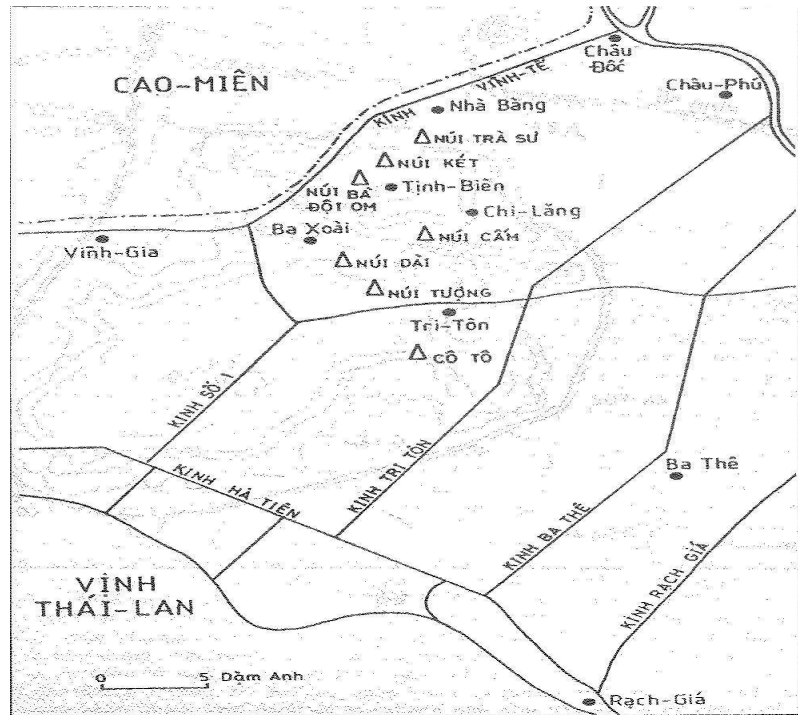 Châu
Đốc
CAO-MIÊN
VĨNH-TẾ
Châu-Phú
KÍNH
Nhà Bàng
NÚI TRÀ SƯ
NÚI KÉT
NÚI BÀ
ĐỘI OM
Tịnh-Biên
Chi-Lăng
Ba Xoài
NÚI CẤM
Vĩnh-Gia
NÚI DÀI
NÚI TƯỢNG
Tri-Tôn
CÔ TÔ
KINH SỐ 1
KINH HÀ TIÊN
KINH TRI TÔN
Ba Thê
KINH BA THÊ
KÌNH RẠCH GIÁ
VỊNH
THÁI-LAN
0 5 Dặm Anh
Rạch-Giá